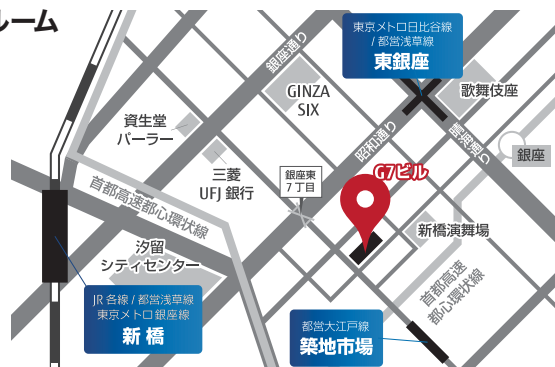 ルーム
東京メトロ日比谷線
/ 都営浅草線
東銀座
銀座通り
GINZA
SIX
歌舞伎座
資生堂
パーラー
昭和通り
晴海通り
銀座
三菱
UFJ 銀行
銀座東
7丁目
G7ビル
首都高速都心環状線
新橋演舞場
汐留
シティセンター
首都高速
都心環状線
JR 各線 / 都営浅草線
東京メトロ銀座線
新橋
都営大江戸線
築地市場